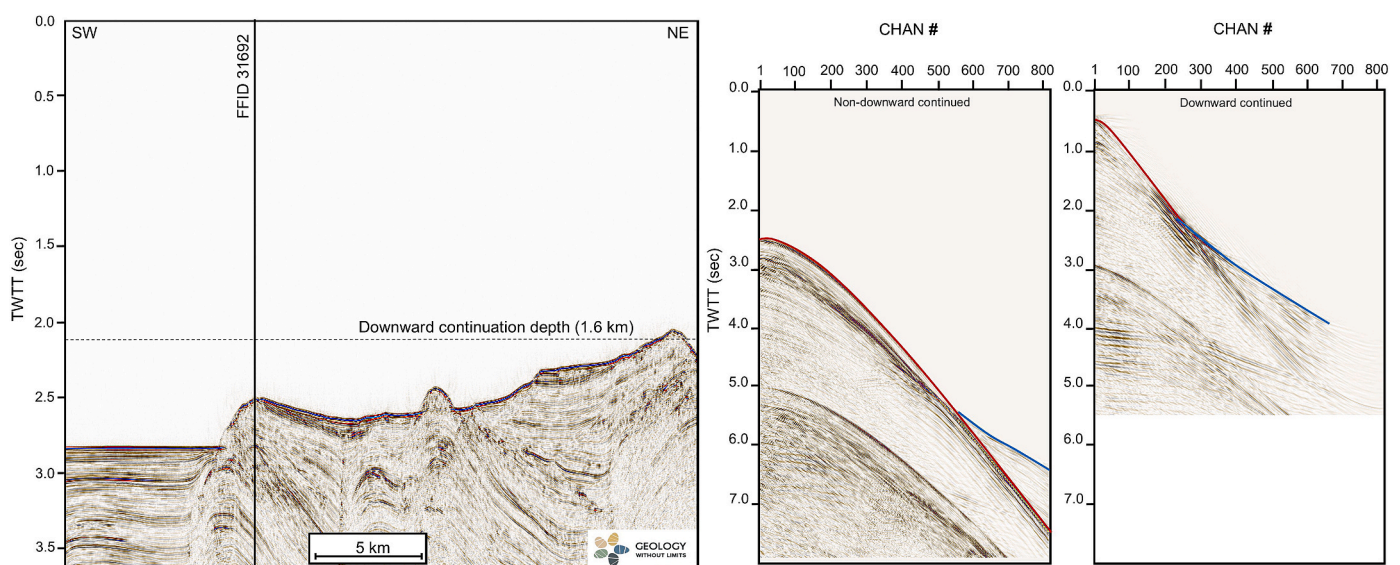 SW
NE
FFID 31692
TWTT (sec)
0.0
0.5
1.0
1.5
2.0
2.5
3.0
3.5
Downward continuation depth (1.6 km)
5 km
GEOLOGY
WITHOUT LIMITS
CHAN #
1 100 200 300 400 500 600 700 800
Non-downward continued
TWTT (sec)
0.0
1.0
2.0
3.0
4.0
5.0
6.0
7.0
CHAN #
1 100 200 300 400 500 600 700 800
Downward continued
0.0
1.0
2.0
3.0
4.0
5.0
6.0
7.0